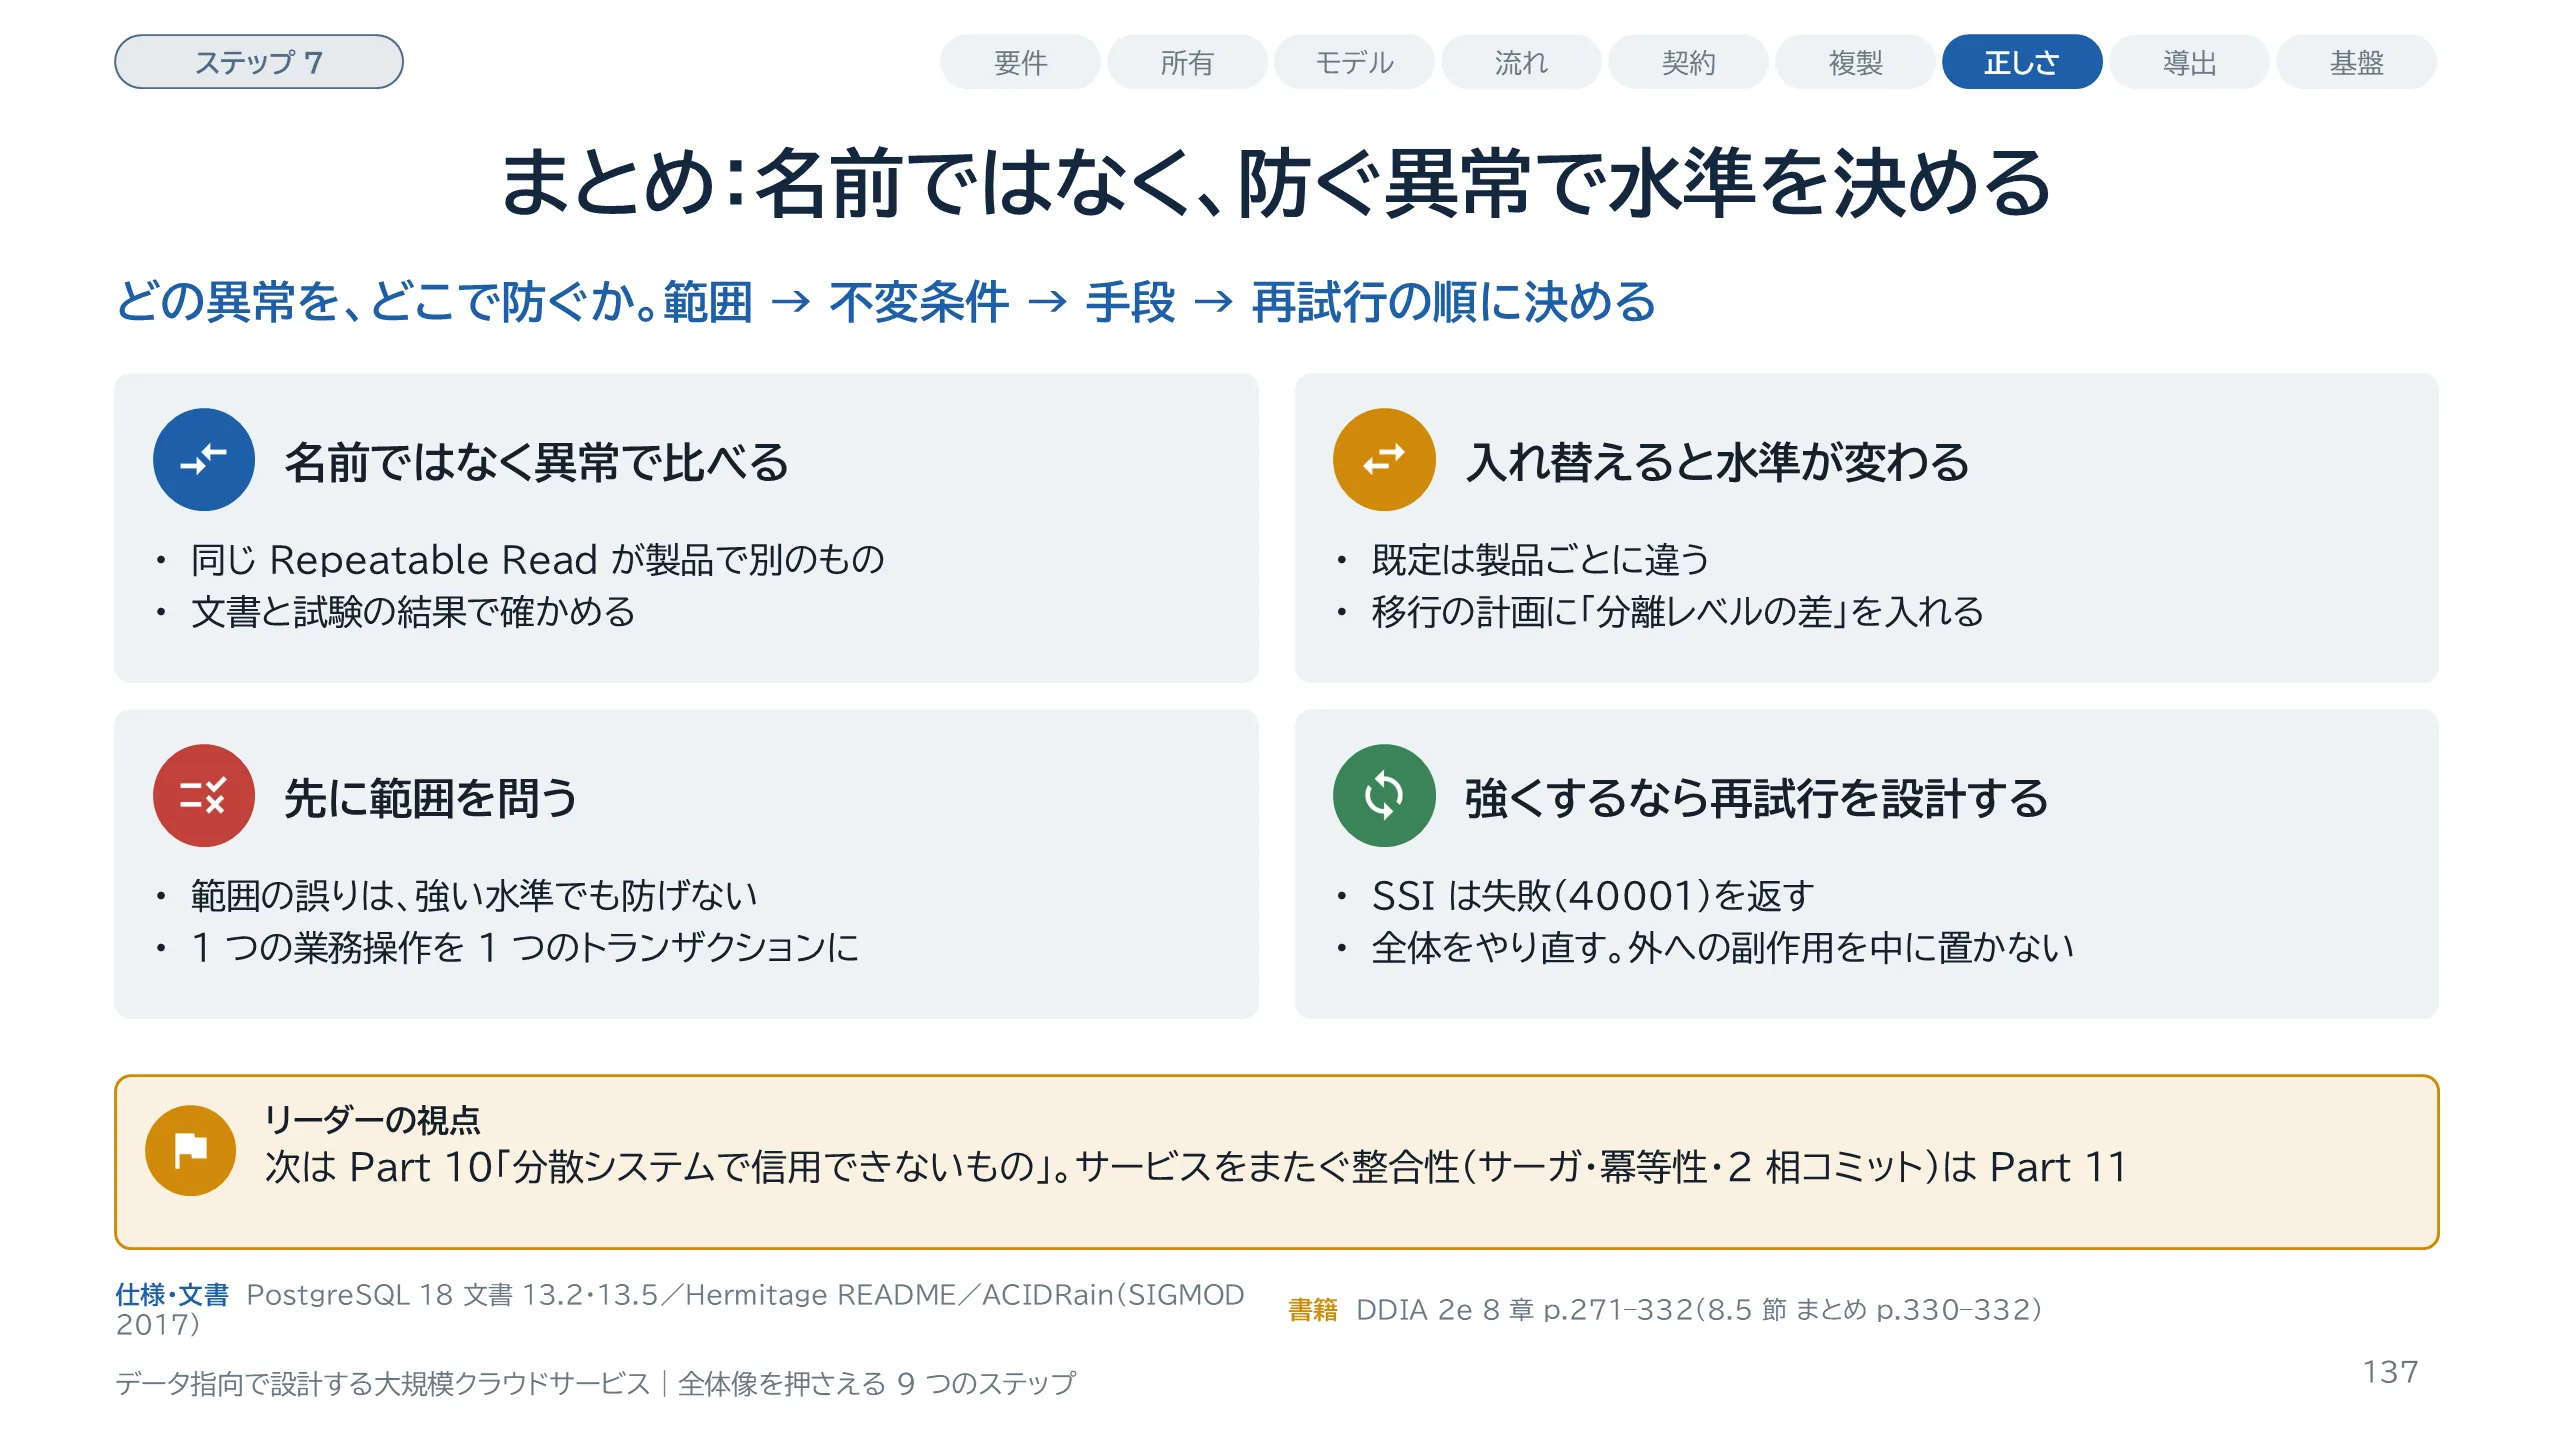 ステップ 7
要件 所有 モデル 流れ 契約 複製 正しさ 導出 基盤
まとめ：名前ではなく、防ぐ異常で水準を決める
どの異常を、どこで防ぐか。範囲 → 不変条件 → 手段 → 再試行の順に決める
名前ではなく異常で比べる
・ 同じ Repeatable Read が製品で別のもの
・ 文書と試験の結果で確かめる
入れ替えると水準が変わる
・ 既定は製品ごとに違う
・ 移行の計画に「分離レベルの差」を入れる
先に範囲を問う
・ 範囲の誤りは、強い水準でも防げない
・ 1 つの業務操作を 1 つのトランザクションに
強くするなら再試行を設計する
・ SSI は失敗（40001）を返す
・ 全体をやり直す。外への副作用を中に置かない
リーダーの視点
次は Part 10「分散システムで信用できないもの」。サービスをまたぐ整合性（サーガ・冪等性・2 相コミット）は Part 11
仕様・文書 PostgreSQL 18 文書 13.2・13.5／Hermitage README／ACIDRain（SIGMOD
2017）
書籍 DDIA 2e 8 章 p.271–332（8.5 節 まとめ p.330–332）
データ指向で設計する大規模クラウドサービス｜全体像を押さえる 9 つのステップ
137